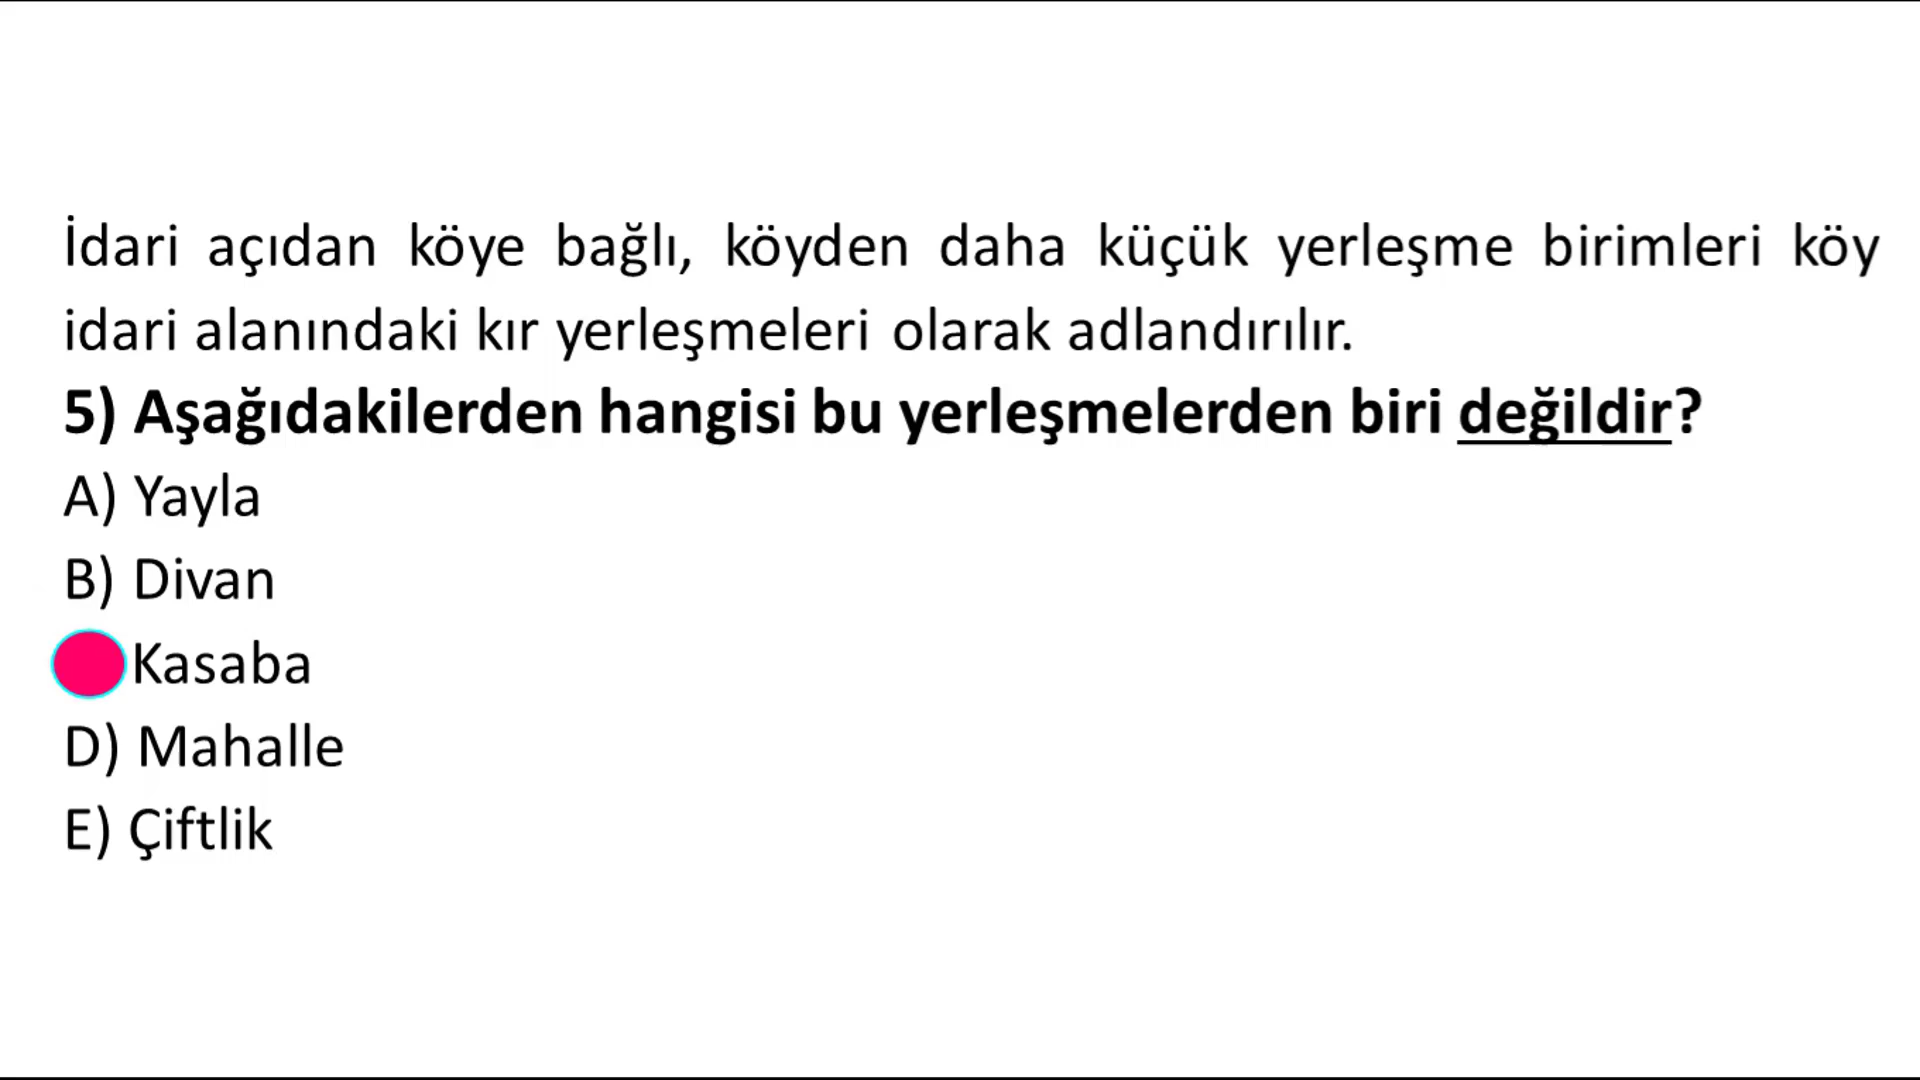 İdari açıdan köye bağlı, köyden daha küçük yerleşme birimleri köy
idari alanındaki kır yerleşmeleri olarak adlandırılır.
5) Aşağıdakilerden hangisi bu yerleşmelerden biri değildir?
A) Yayla
B) Divan
Kasaba
D) Mahalle
E) Çiftlik